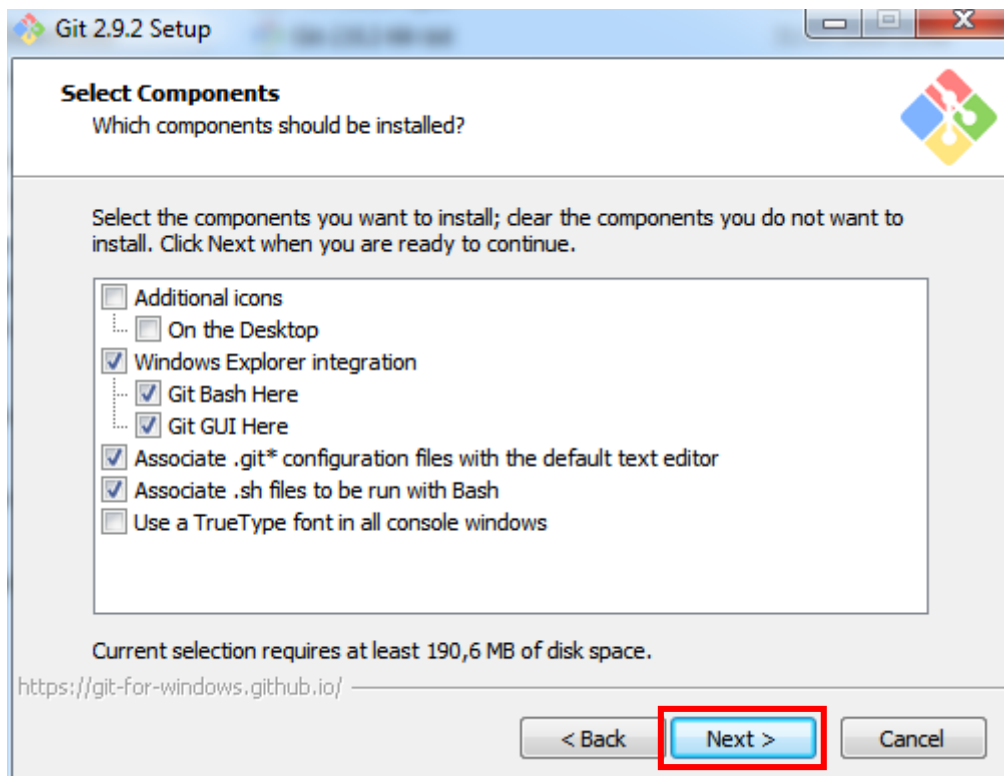 Git 2.9.2 Setup
Select Components
Which components should be installed?
Select the components you want to install; clear the components you do not want to
install. Click Next when you are ready to continue.
Additional icons
On the Desktop
Windows Explorer integration
Git Bash Here
Git GUI Here
Associate .git* configuration files with the default text editor
Associate .sh files to be run with Bash
Use a TrueType font in all console windows
Current selection requires at least 190,6 MB of disk space.
https://git-for-windows.github.io/
< Back Next > Cancel